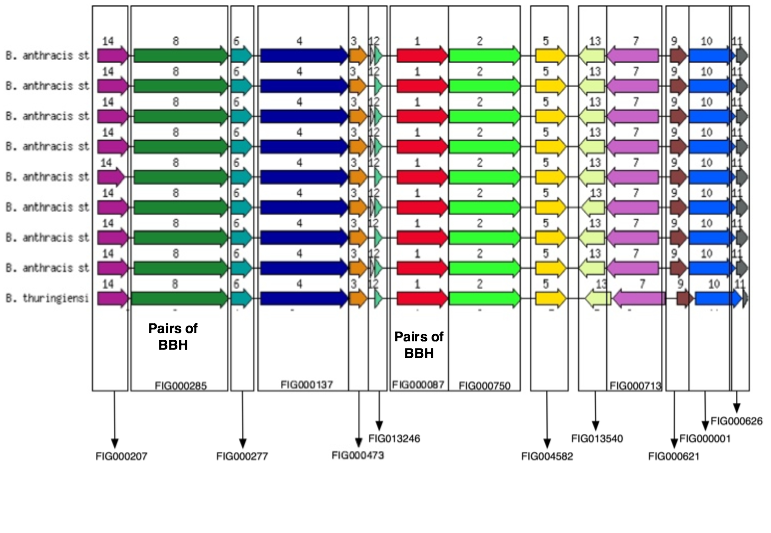 14 8 6 4 3 12 1 2 5 13 7 9 10 11
B. anthracis st
14 8 6 4 3 12 1 2 5 13 7 9 10 11
B. anthracis st
14 8 6 4 3 12 1 2 5 13 7 9 10 11
B. anthracis st
14 8 6 4 3 12 1 2 5 13 7 9 10 11
B. anthracis st
14 8 6 4 3 12 1 2 5 13 7 9 10 11
B. anthracis st
14 8 6 4 3 12 1 2 5 13 7 9 10 11
B. anthracis st
14 8 6 4 3 12 1 2 5 13 7 9 10 11
B. anthracis st
14 8 6 4 3 12 1 2 5 13 7 9 10 11
B. anthracis st
14 8 6 4 3 12 1 2 5 13 7 9 10 11
B. thuringiensi
Pairs of
BBH
Pairs of
BBH
FIG000285 FIG000137 FIG000087 FIG000750 FIG000713
FIG000626
FIG013246 FIG013540 FIG000001
FIG000207 FIG000277 FIG000473 FIG004582 FIG000621